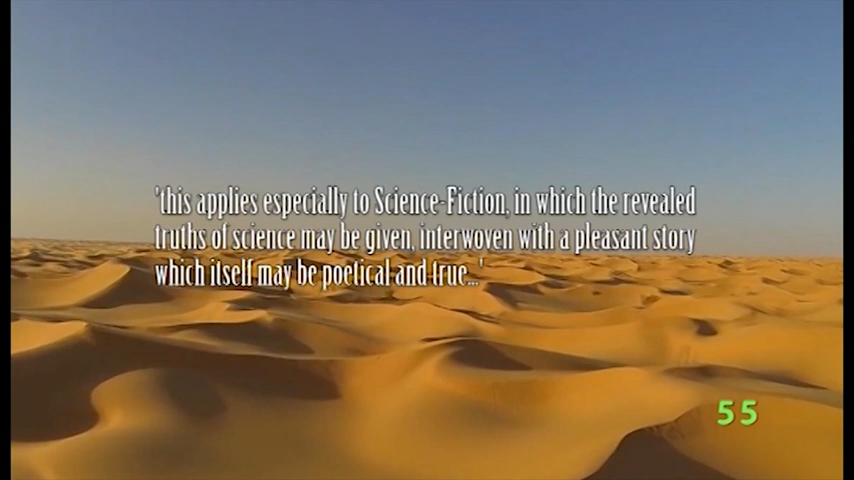 'this applies especially to Science-Fiction, in which the revealed
truths of science may be given, interwoven with a pleasant story
which itself may be poetical and true...'
55